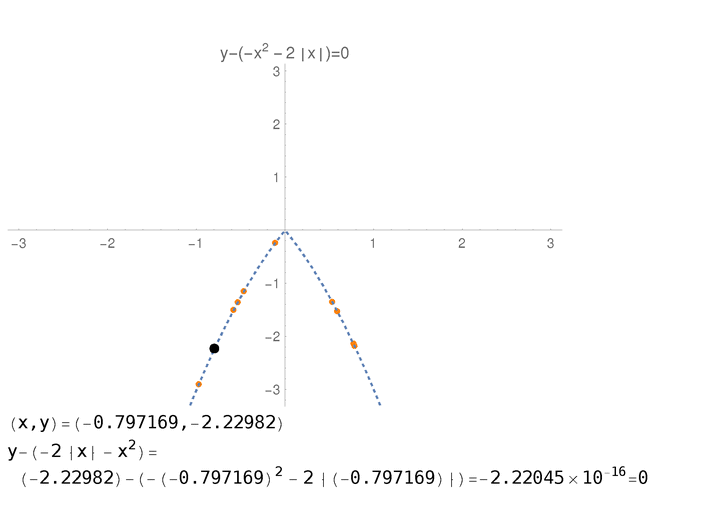 y−(−x² − 2 |x|)=0
3
2
1
−3 −2 −1 1 2 3
−1
−2
−3
(x,y)=(−0.797169,−2.22982)
y−(−2 |x| − x²)=
(−2.22982)−(−(−0.797169)² − 2 |(−0.797169)|)=−2.22045×10⁻¹⁶=0